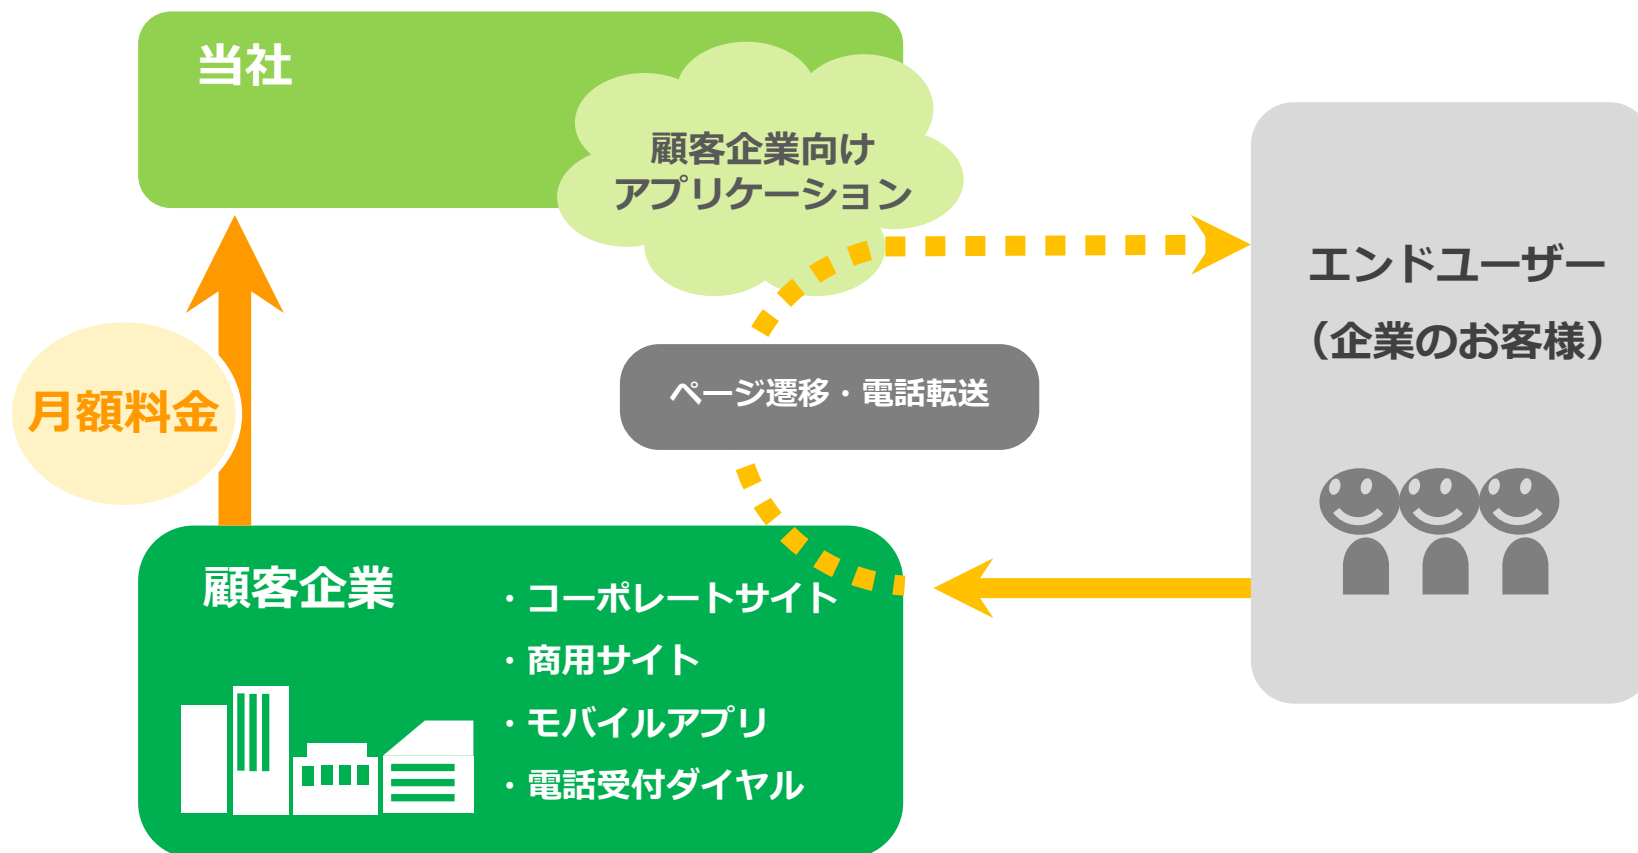 当社
顧客企業向け
アプリケーション
エンドユーザー
（企業のお客様）
ページ遷移・電話転送
月額料金
顧客企業
・コーポレートサイト
・商用サイト
・モバイルアプリ
・電話受付ダイヤル